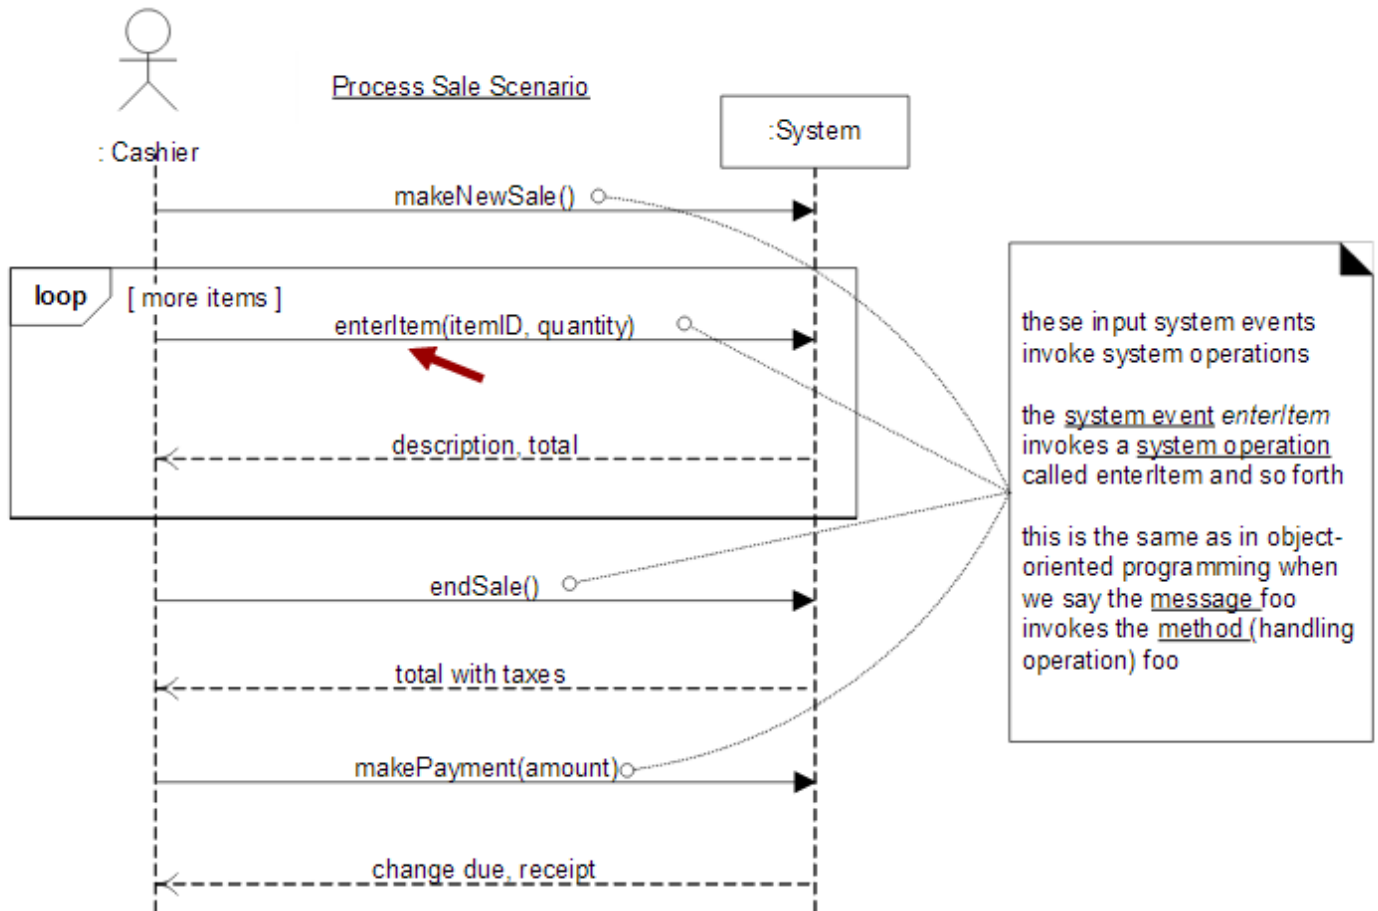 Process Sale Scenario
: Cashier
:System
makeNewSale()
loop
[ more items ]
enterItem(itemID, quantity)
description, total
endSale()
total with taxes
makePayment(amount)
change due, receipt
these input system events
invoke system operations
the system event enterItem
invokes a system operation
called enterItem and so forth
this is the same as in object-
oriented programming when
we say the message foo
invokes the method (handling
operation) foo